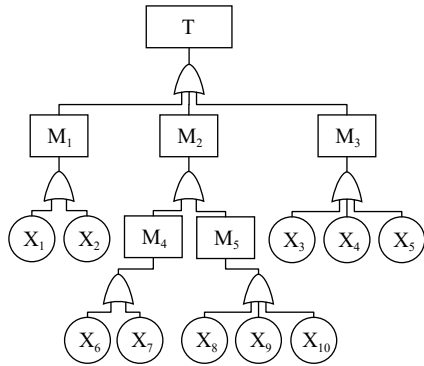 T
M₁ M₂ M₃
X₁ X₂ M₄ M₅ X₃ X₄ X₅
X₆ X₇ X₈ X₉ X₁₀